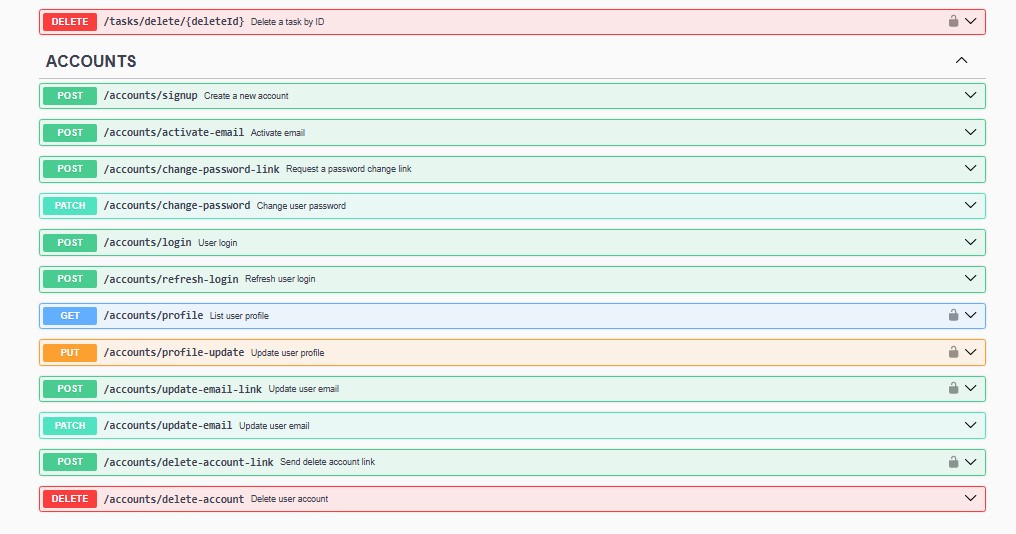 DELETE /tasks/delete/{deleteId} Delete a task by ID
ACCOUNTS
POST /accounts/signup Create a new account
POST /accounts/activate-email Activate email
POST /accounts/change-password-link Request a password change link
PATCH /accounts/change-password Change user password
POST /accounts/login User login
POST /accounts/refresh-login Refresh user login
GET /accounts/profile List user profile
PUT /accounts/profile-update Update user profile
POST /accounts/update-email-link Update user email
PATCH /accounts/update-email Update user email
POST /accounts/delete-account-link Send delete account link
DELETE /accounts/delete-account Delete user account